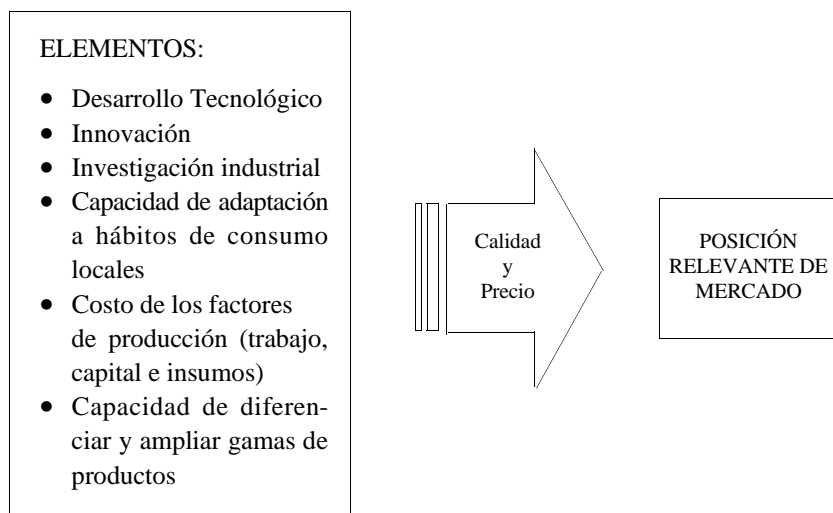 ELEMENTOS:
• Desarrollo Tecnológico
• Innovación
• Investigación industrial
• Capacidad de adaptación
a hábitos de consumo
locales
• Costo de los factores
de producción (trabajo,
capital e insumos)
• Capacidad de diferen-
ciar y ampliar gamas de
productos
Calidad
y
Precio
POSICIÓN
RELEVANTE DE
MERCADO